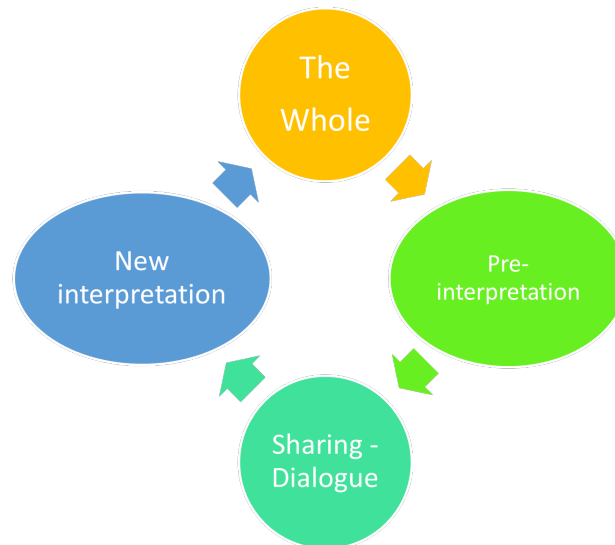 The
Whole
Pre-
interpretation
Sharing -
Dialogue
New
interpretation